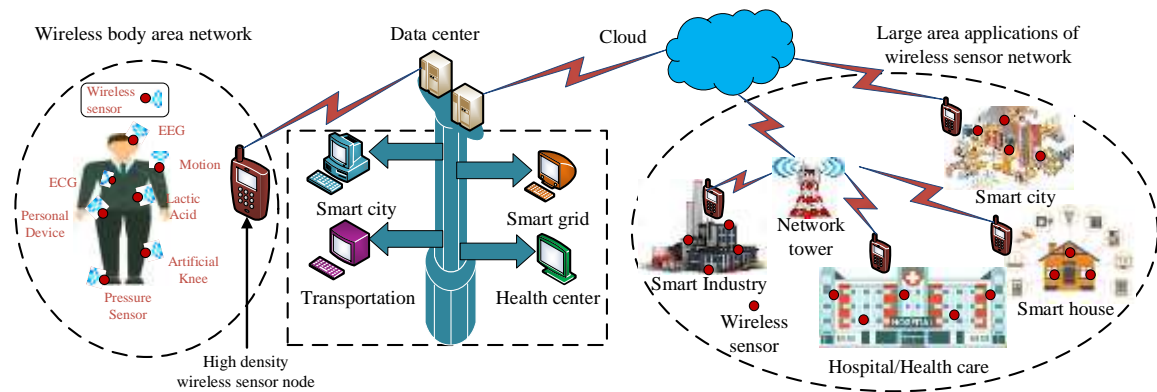 Wireless body area network
Wireless
sensor
EEG
Motion
ECG
Lactic
Acid
Personal
Device
Artificial
Knee
Pressure
Sensor
High density
wireless sensor node
Data center
Cloud
Smart city
Smart grid
Transportation
Health center
Large area applications of
wireless sensor network
Smart city
Network
tower
Smart Industry
Wireless
sensor
HOSPITAL
Hospital/Health care
Smart house